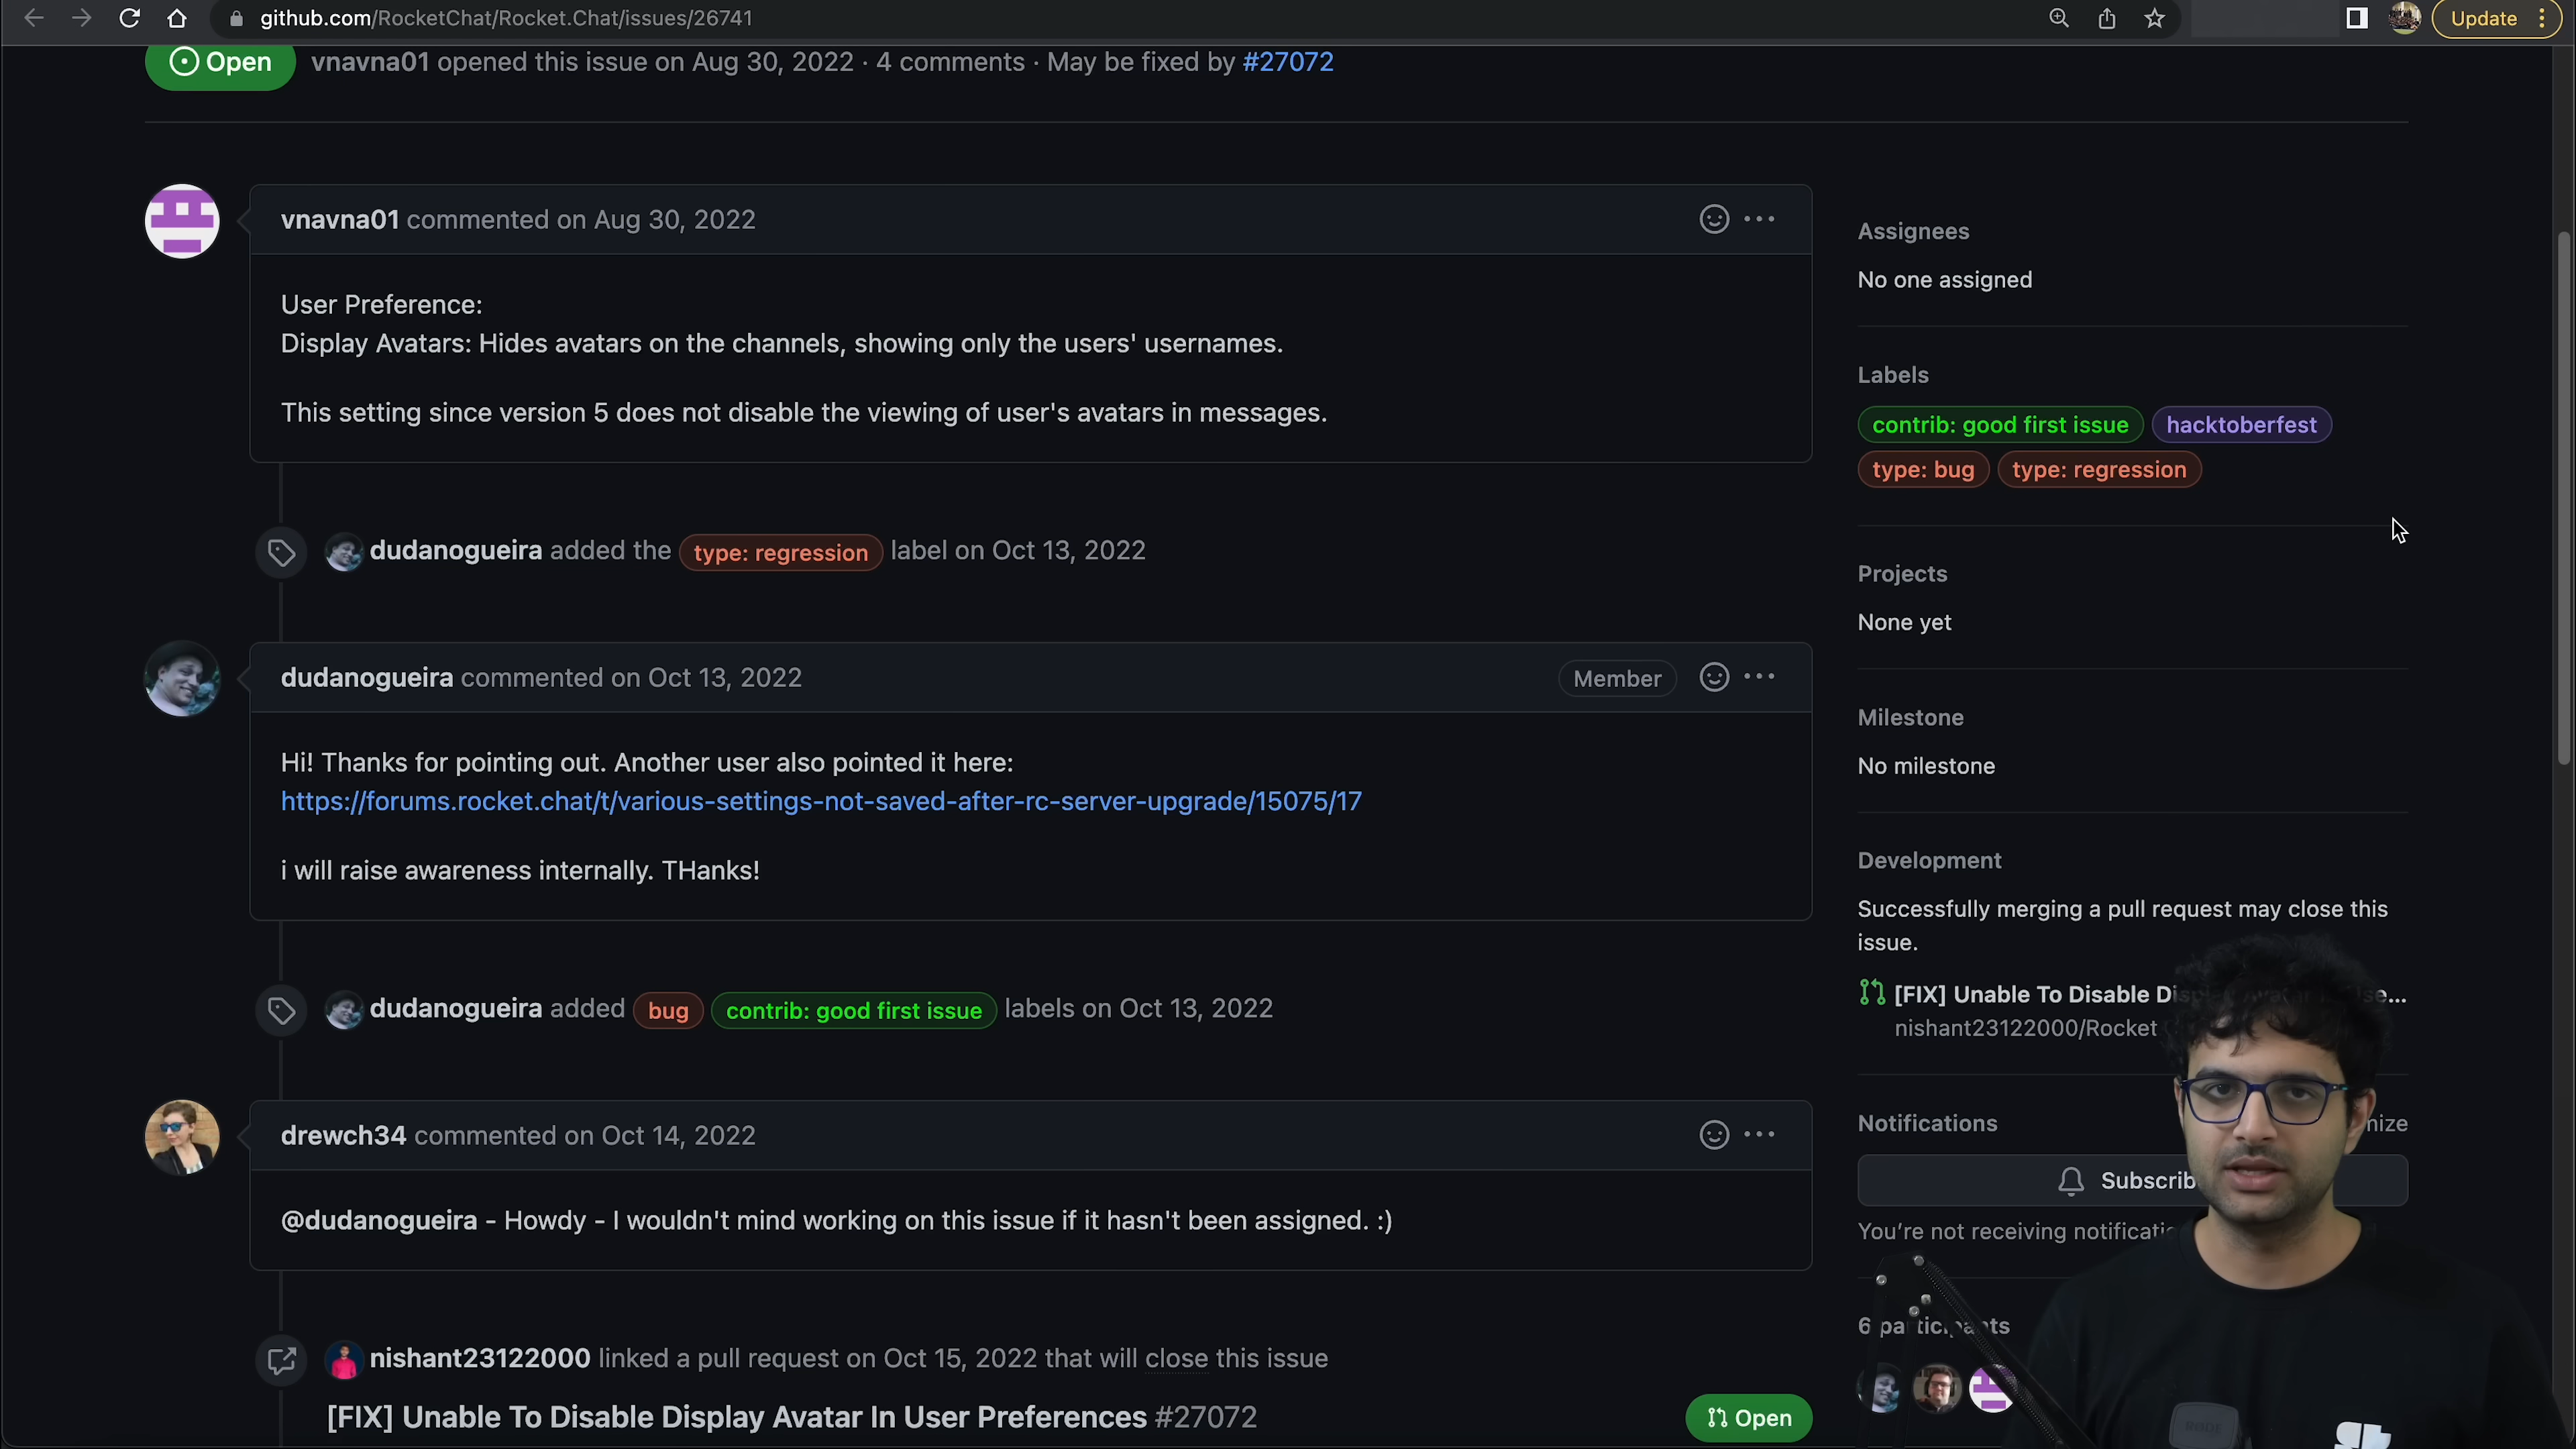 github.com/RocketChat/Rocket.Chat/issues/26741
Update
Open vnavna01 opened this issue on Aug 30, 2022 · 4 comments · May be fixed by #27072
vnavna01 commented on Aug 30, 2022
User Preference:
Display Avatars: Hides avatars on the channels, showing only the users' usernames.
This setting since version 5 does not disable the viewing of user's avatars in messages.
dudanogueira added the type: regression label on Oct 13, 2022
dudanogueira commented on Oct 13, 2022
Member
Hi! Thanks for pointing out. Another user also pointed it here:
https://forums.rocket.chat/t/various-settings-not-saved-after-rc-server-upgrade/15075/17
i will raise awareness internally. THanks!
dudanogueira added bug contrib: good first issue labels on Oct 13, 2022
drewch34 commented on Oct 14, 2022
@dudanogueira - Howdy - I wouldn't mind working on this issue if it hasn't been assigned. :)
nishant23122000 linked a pull request on Oct 15, 2022 that will close this issue
[FIX] Unable To Disable Display Avatar In User Preferences #27072
Open
Assignees
No one assigned
Labels
contrib: good first issue hacktoberfest
type: bug type: regression
Projects
None yet
Milestone
No milestone
Development
Successfully merging a pull request may close this
issue.
[FIX] Unable To Disable
nishant23122000/Rocket
Notifications
You're not receiving
6 participants